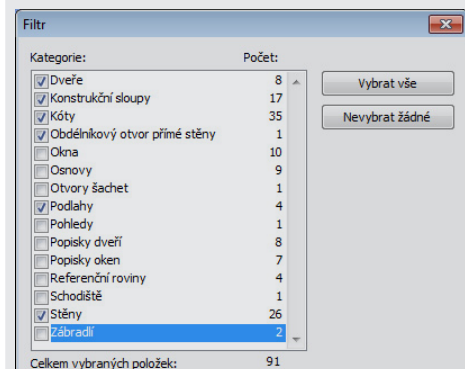 Filtr
Kategorie: Počet:
Dveře 8
Konstrukční sloupy 17
Kóty 35
Obdélníkový otvor přímé stěny 1
Okna 10
Osnovy 9
Otvory šachet 1
Podlahy 4
Pohledy 1
Popisky dveří 8
Popisky oken 7
Referenční roviny 4
Schodiště 1
Stěny 26
Zábradlí 2
Vybrat vše
Nevybrat žádné
Celkem vybraných položek: 91